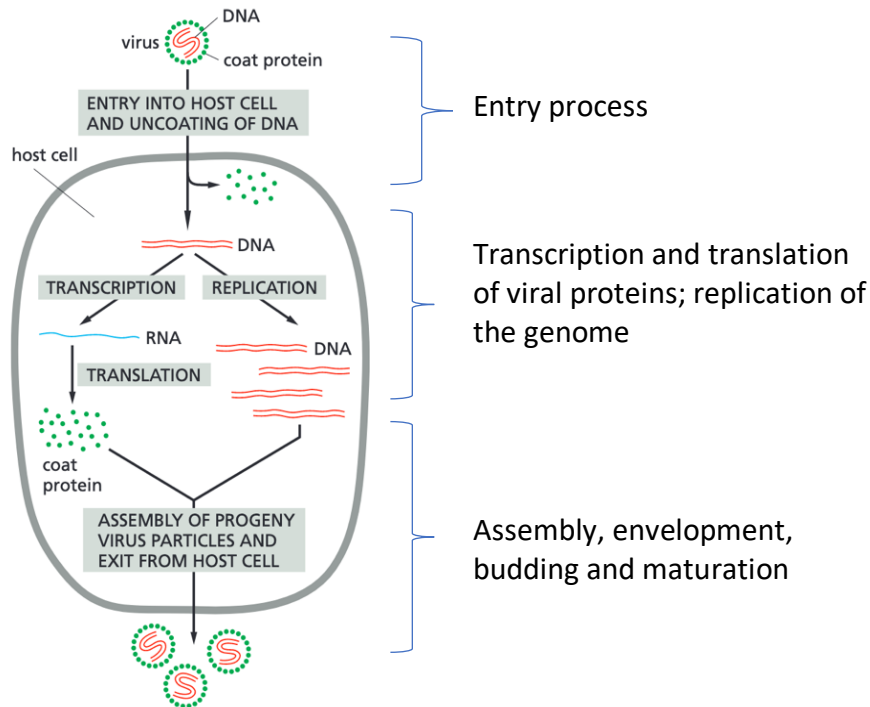 DNA
virus
coat protein
ENTRY INTO HOST CELL
AND UNCOATING OF DNA
Entry process
host cell
DNA
TRANSCRIPTION
REPLICATION
Transcription and translation
of viral proteins; replication of
the genome
RNA
DNA
TRANSLATION
coat
protein
ASSEMBLY OF PROGENY
VIRUS PARTICLES AND
EXIT FROM HOST CELL
Assembly, envelopment,
budding and maturation